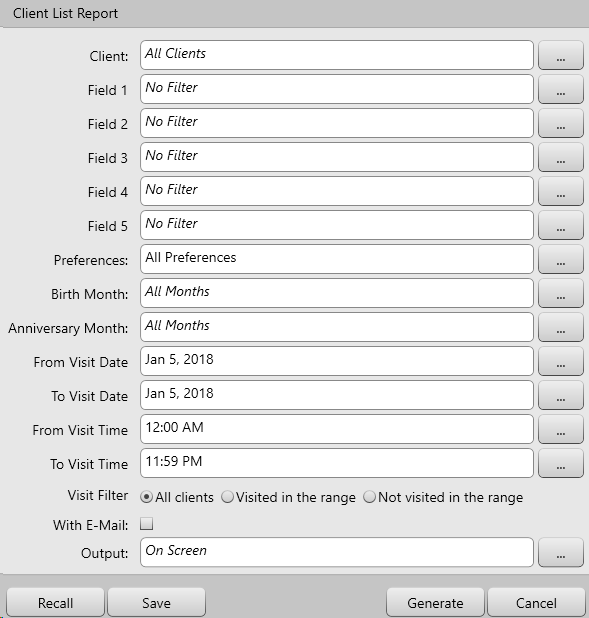 Client List Report
Client: All Clients ...
Field 1 No Filter ...
Field 2 No Filter ...
Field 3 No Filter ...
Field 4 No Filter ...
Field 5 No Filter ...
Preferences: All Preferences ...
Birth Month: All Months ...
Anniversary Month: All Months ...
From Visit Date Jan 5, 2018 ...
To Visit Date Jan 5, 2018 ...
From Visit Time 12:00 AM ...
To Visit Time 11:59 PM ...
Visit Filter All clients Visited in the range Not visited in the range
With E-Mail:
Output: On Screen ...
Recall Save Generate Cancel